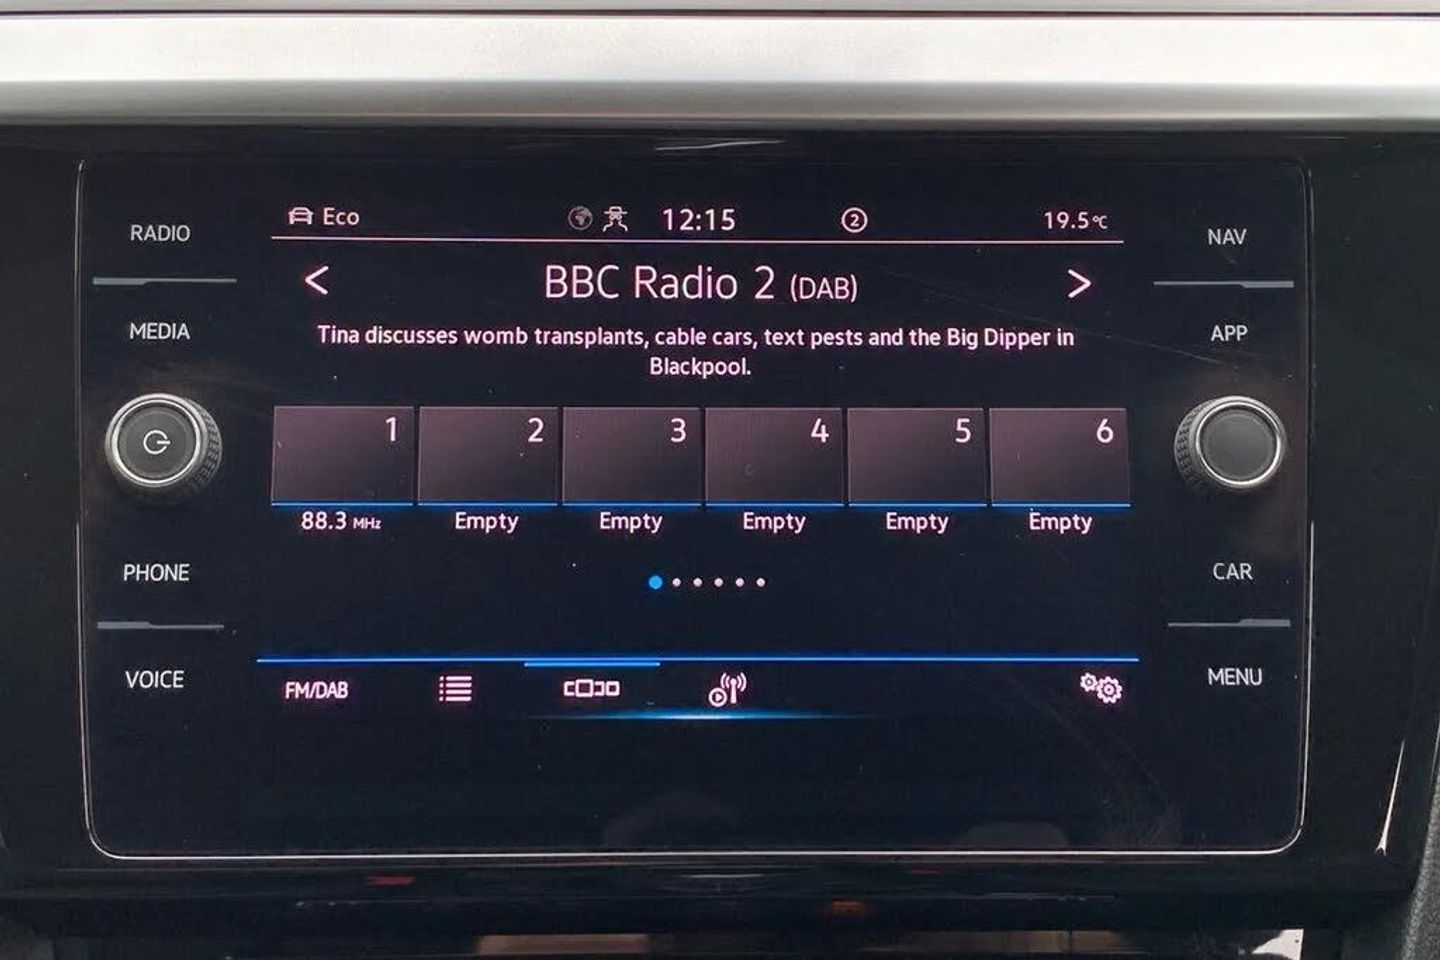 RADIO
MEDIA
PHONE
VOICE
Eco
12:15
2
19.5°C
< BBC Radio 2 (DAB) >
Tina discusses womb transplants, cable cars, text pests and the Big Dipper in
Blackpool.
1 2 3 4 5 6
88.3 MHz Empty Empty Empty Empty Empty
FM/DAB
NAV
APP
CAR
MENU